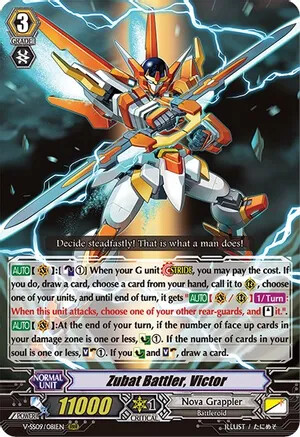 3
GRADE
Decide steadfastly! That is what a man does!
AUTO 1 1 When your G unit STRIDE, you may pay the cost. If
you do, draw a card, choose a card from your hand, call it to , choose
one of your units, and until end of turn, it gets " AUTO / 1/Turn
When this unit attacks, choose one of your other rear-guards, and it."
AUTO :At the end of your turn, if the number of face up cards in
your damage zone is one or less, 1. If the number of cards in your
soul is one or less, 1. If you and , draw a card.
NORMAL
UNIT
Zubat Battler, Victor
POWER
11000
1
CRITICAL
Nova Grappler
Battleroid
V-SS09/081EN RRR
ILLUST / たにめそ